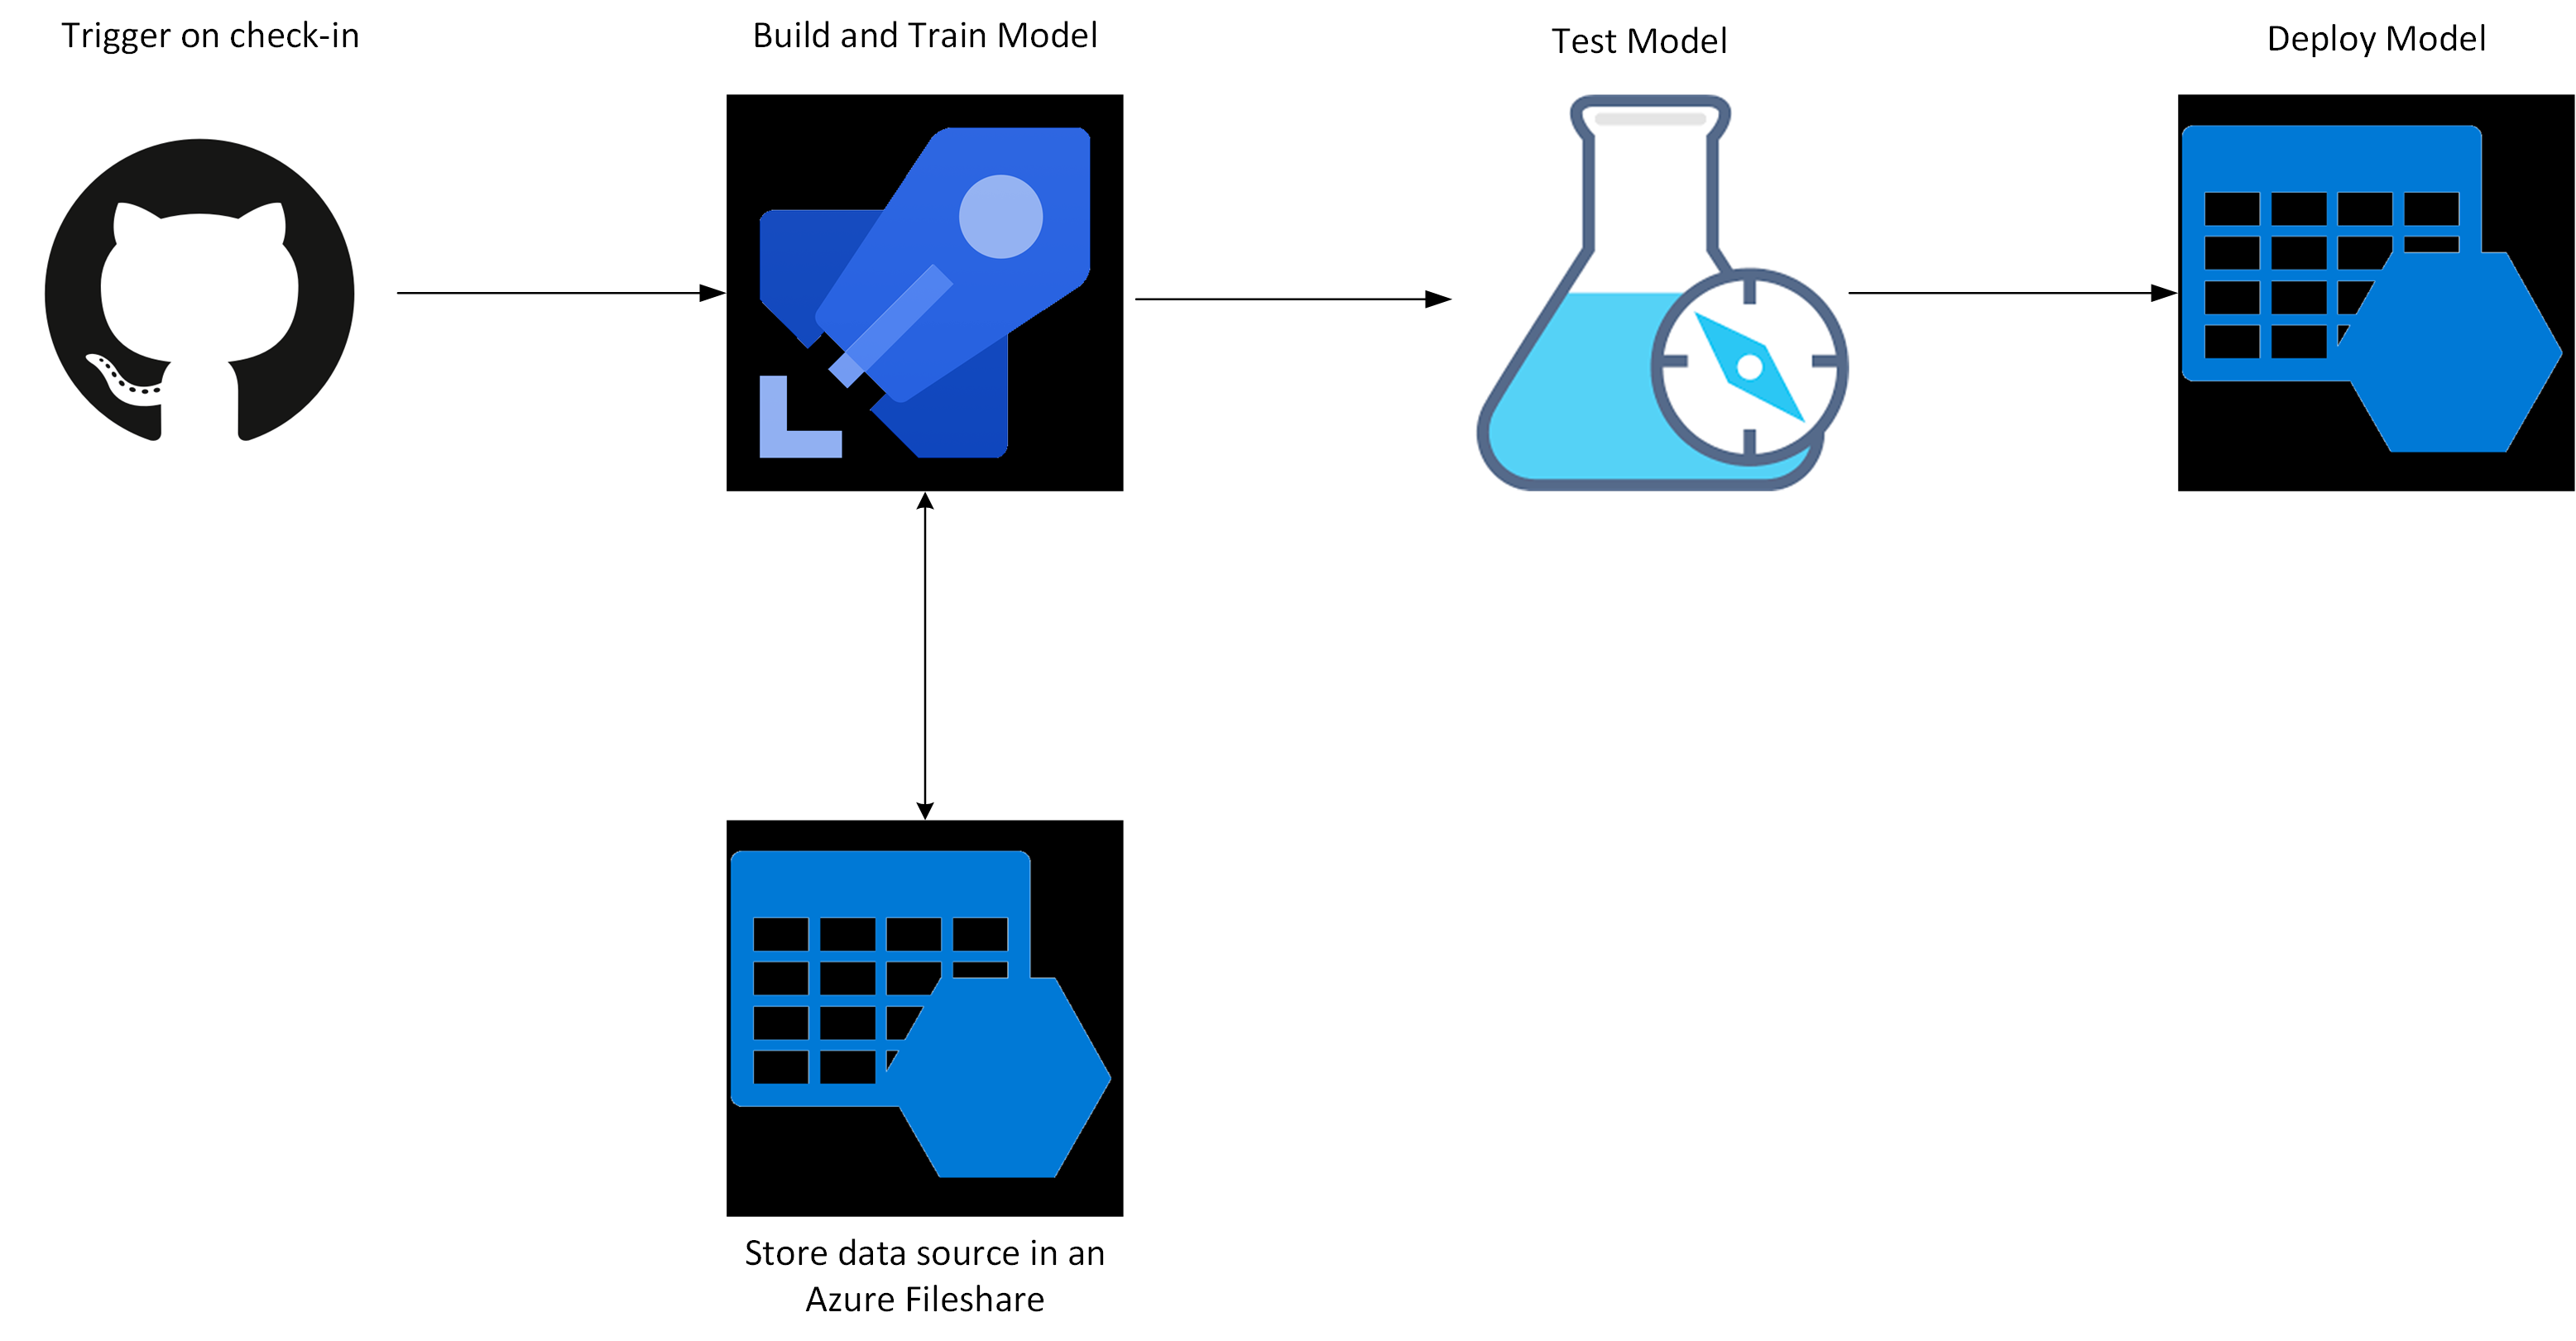 Trigger on check-in
Build and Train Model
Test Model
Deploy Model
Store data source in an
Azure Fileshare